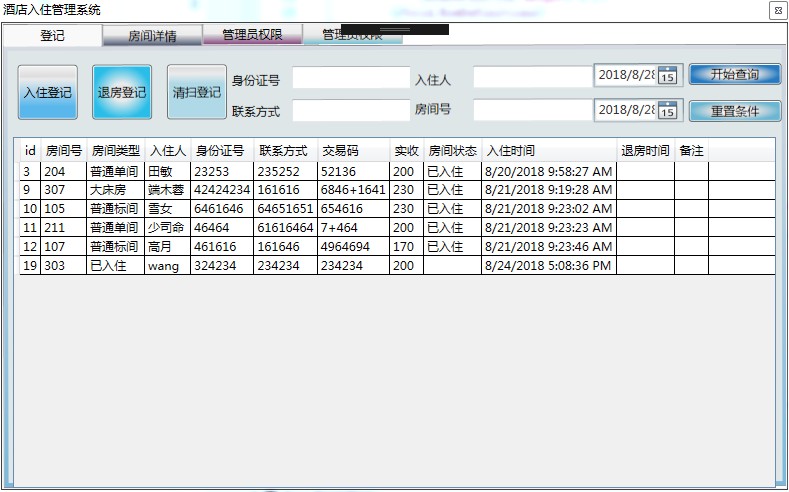 酒店入住管理系统
登记 房间详情 管理员权限 管理员权限
入住登记 退房登记 清扫登记 身份证号 入住人 2018/8/28 15 开始查询
联系方式 房间号 2018/8/28 15 重置条件
id 房间号 房间类型 入住人 身份证号 联系方式 交易码 实收 房间状态 入住时间 退房时间 备注
3 204 普通单间 田敏 23253 235252 52136 200 已入住 8/20/2018 9:58:27 AM
9 307 大床房 端木蓉 42424234 161616 6846+1641 230 已入住 8/21/2018 9:19:28 AM
10 105 普通标间 雪女 6461646 64651651 654616 230 已入住 8/21/2018 9:23:02 AM
11 211 普通单间 少司命 46464 61616464 7+464 200 已入住 8/21/2018 9:23:23 AM
12 107 普通标间 高月 461616 161646 4964694 170 已入住 8/21/2018 9:23:46 AM
19 303 已入住 wang 324234 234234 234234 200 8/24/2018 5:08:36 PM